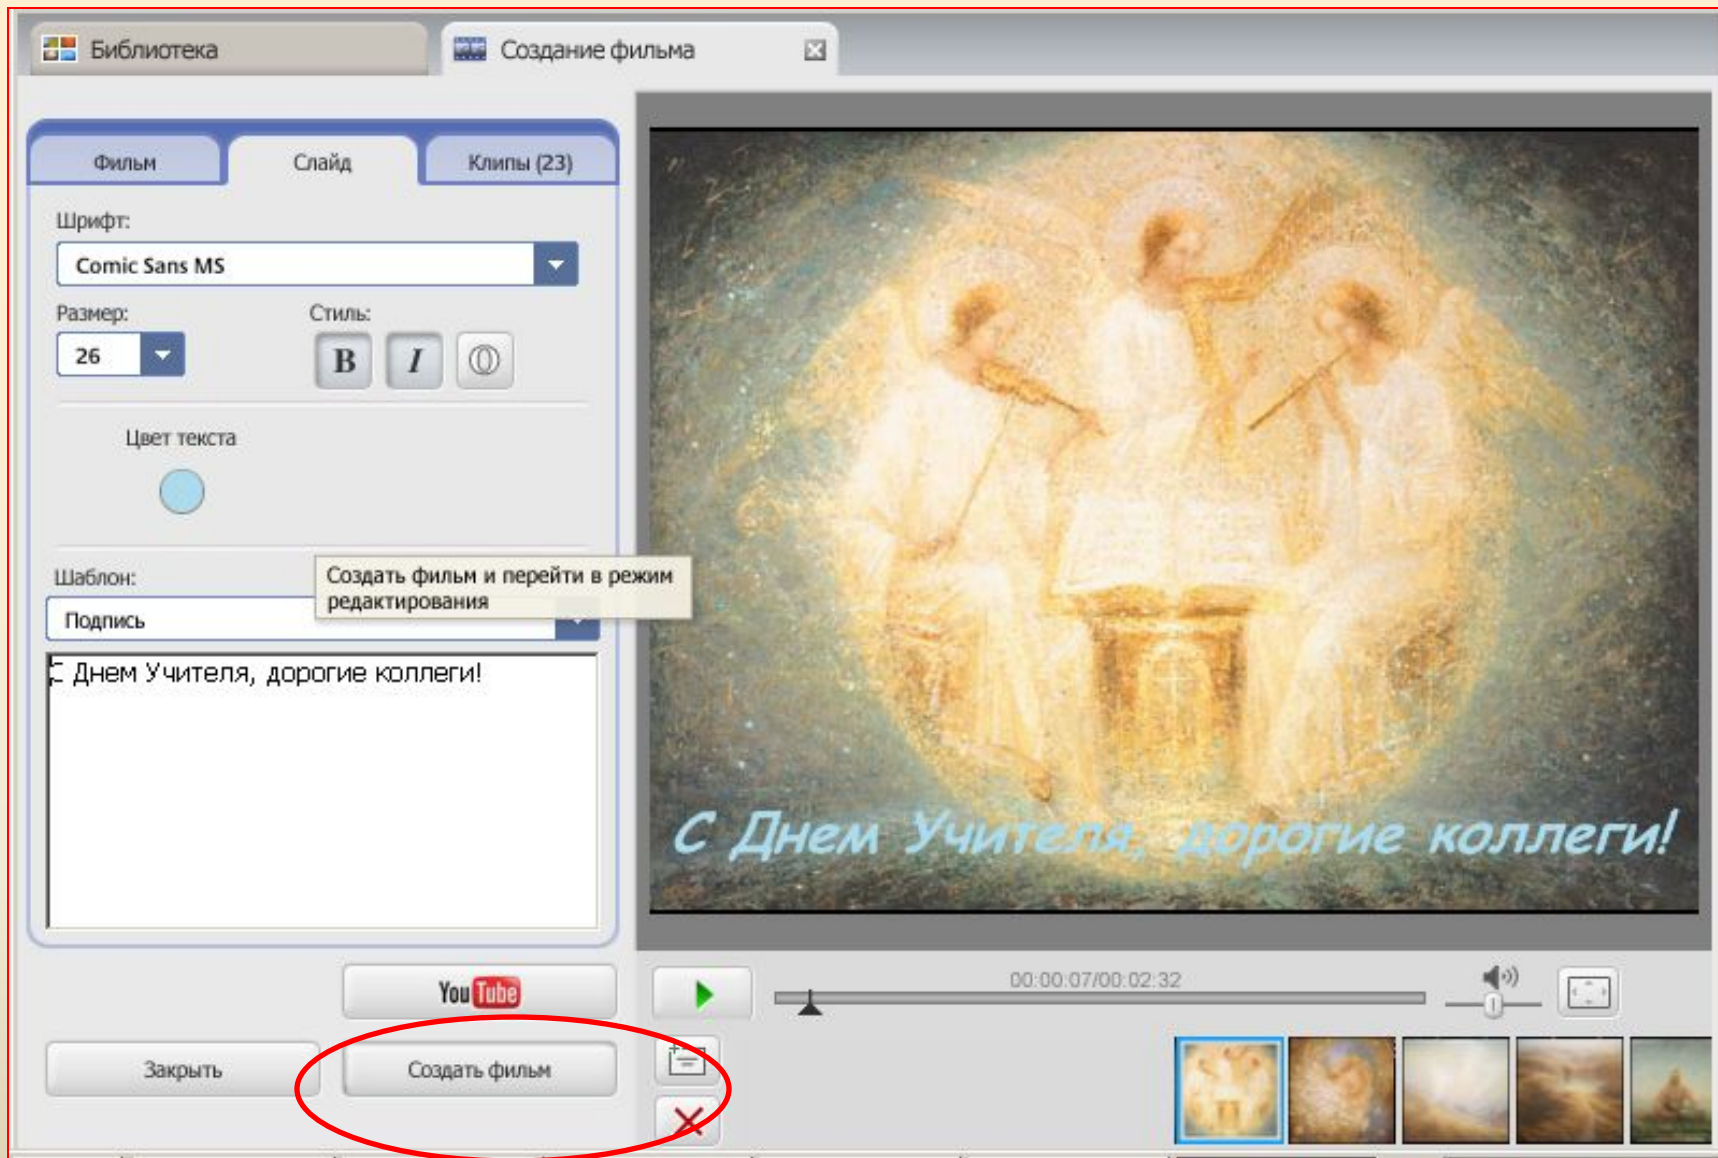 Библиотека
Создание фильма
Фильм
Слайд
Клипы (23)
Шрифт:
Comic Sans MS
Размер:
Стиль:
26
B
I
Цвет текста
Шаблон:
Создать фильм и перейти в режим
редактирования
Подпись
С Днем Учителя, дорогие коллеги!
С Днем Учителя, дорогие коллеги!
YouTube
00:00:07/00:02:32
Закрыть
Создать фильм